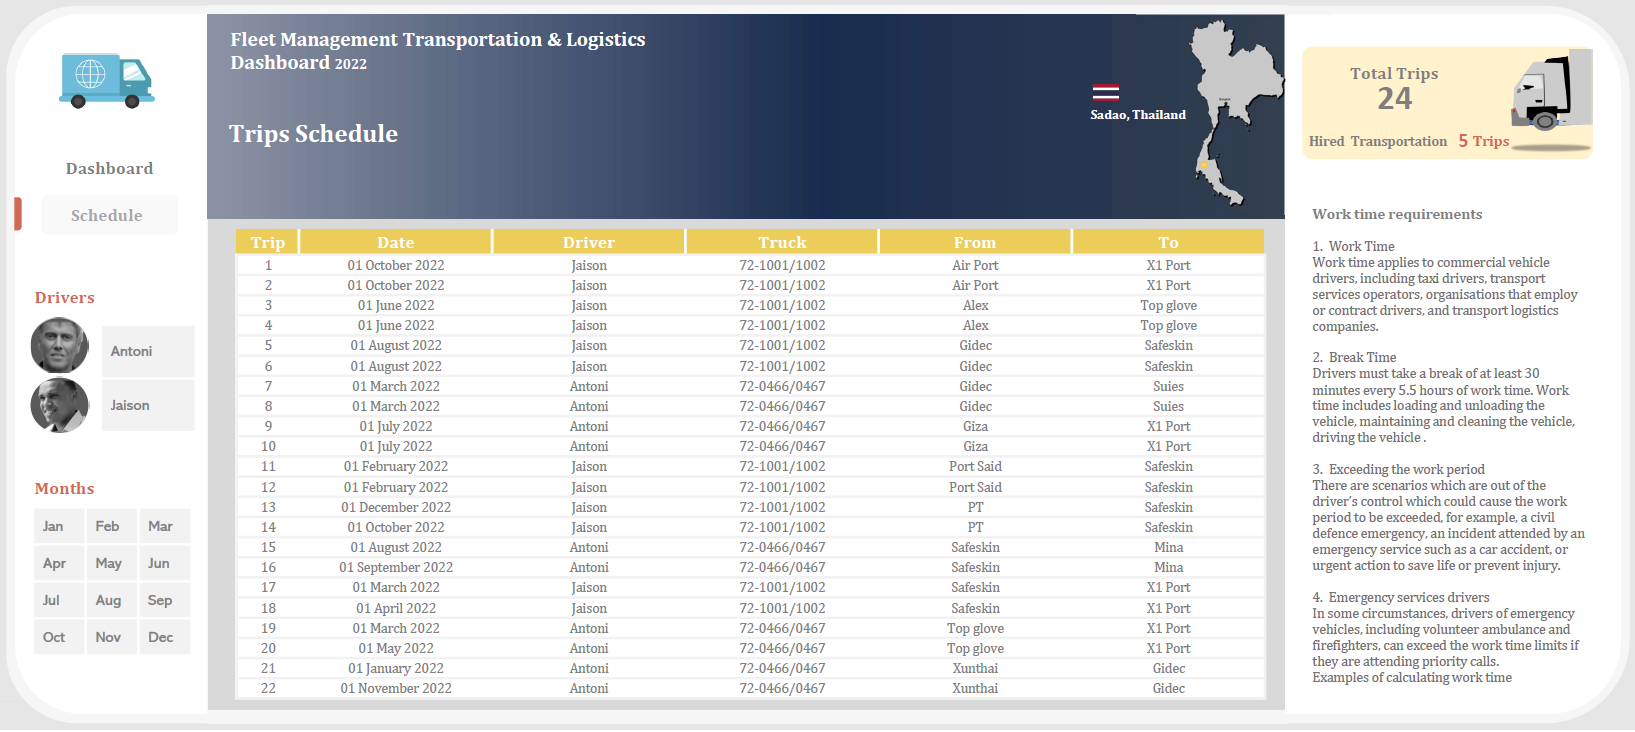 Fleet Management Transportation & Logistics
Dashboard 2022
Trips Schedule
Sadao, Thailand
Dashboard
Schedule
Drivers
Antoni
Jaison
Months
Jan Feb Mar
Apr May Jun
Jul Aug Sep
Oct Nov Dec
Trip Date Driver Truck From To
1 01 October 2022 Jaison 72-1001/1002 Air Port X1 Port
2 01 October 2022 Jaison 72-1001/1002 Air Port X1 Port
3 01 June 2022 Jaison 72-1001/1002 Alex Top glove
4 01 June 2022 Jaison 72-1001/1002 Alex Top glove
5 01 August 2022 Jaison 72-1001/1002 Gidec Safeskin
6 01 August 2022 Jaison 72-1001/1002 Gidec Safeskin
7 01 March 2022 Antoni 72-0466/0467 Gidec Suies
8 01 March 2022 Antoni 72-0466/0467 Gidec Suies
9 01 July 2022 Antoni 72-0466/0467 Giza X1 Port
10 01 July 2022 Antoni 72-0466/0467 Giza X1 Port
11 01 February 2022 Jaison 72-1001/1002 Port Said Safeskin
12 01 February 2022 Jaison 72-1001/1002 Port Said Safeskin
13 01 December 2022 Jaison 72-1001/1002 PT Safeskin
14 01 October 2022 Jaison 72-1001/1002 PT Safeskin
15 01 August 2022 Antoni 72-0466/0467 Safeskin Mina
16 01 September 2022 Antoni 72-0466/0467 Safeskin Mina
17 01 March 2022 Jaison 72-1001/1002 Safeskin X1 Port
18 01 April 2022 Jaison 72-1001/1002 Safeskin X1 Port
19 01 March 2022 Antoni 72-0466/0467 Top glove X1 Port
20 01 May 2022 Antoni 72-0466/0467 Top glove X1 Port
21 01 January 2022 Antoni 72-0466/0467 Xunthai Gidec
22 01 November 2022 Antoni 72-0466/0467 Xunthai Gidec
Total Trips
24
Hired Transportation 5 Trips
Work time requirements
1. Work Time
Work time applies to commercial vehicle
drivers, including taxi drivers, transport
services operators, organisations that employ
or contract drivers, and transport logistics
companies.
2. Break Time
Drivers must take a break of at least 30
minutes every 5.5 hours of work time. Work
time includes loading and unloading the
vehicle, maintaining and cleaning the vehicle,
driving the vehicle .
3. Exceeding the work period
There are scenarios which are out of the
driver's control which could cause the work
period to be exceeded, for example, a civil
defence emergency, an incident attended by an
emergency service such as a car accident, or
urgent action to save life or prevent injury.
4. Emergency services drivers
In some circumstances, drivers of emergency
vehicles, including volunteer ambulance and
firefighters, can exceed the work time limits if
they are attending priority calls.
Examples of calculating work time